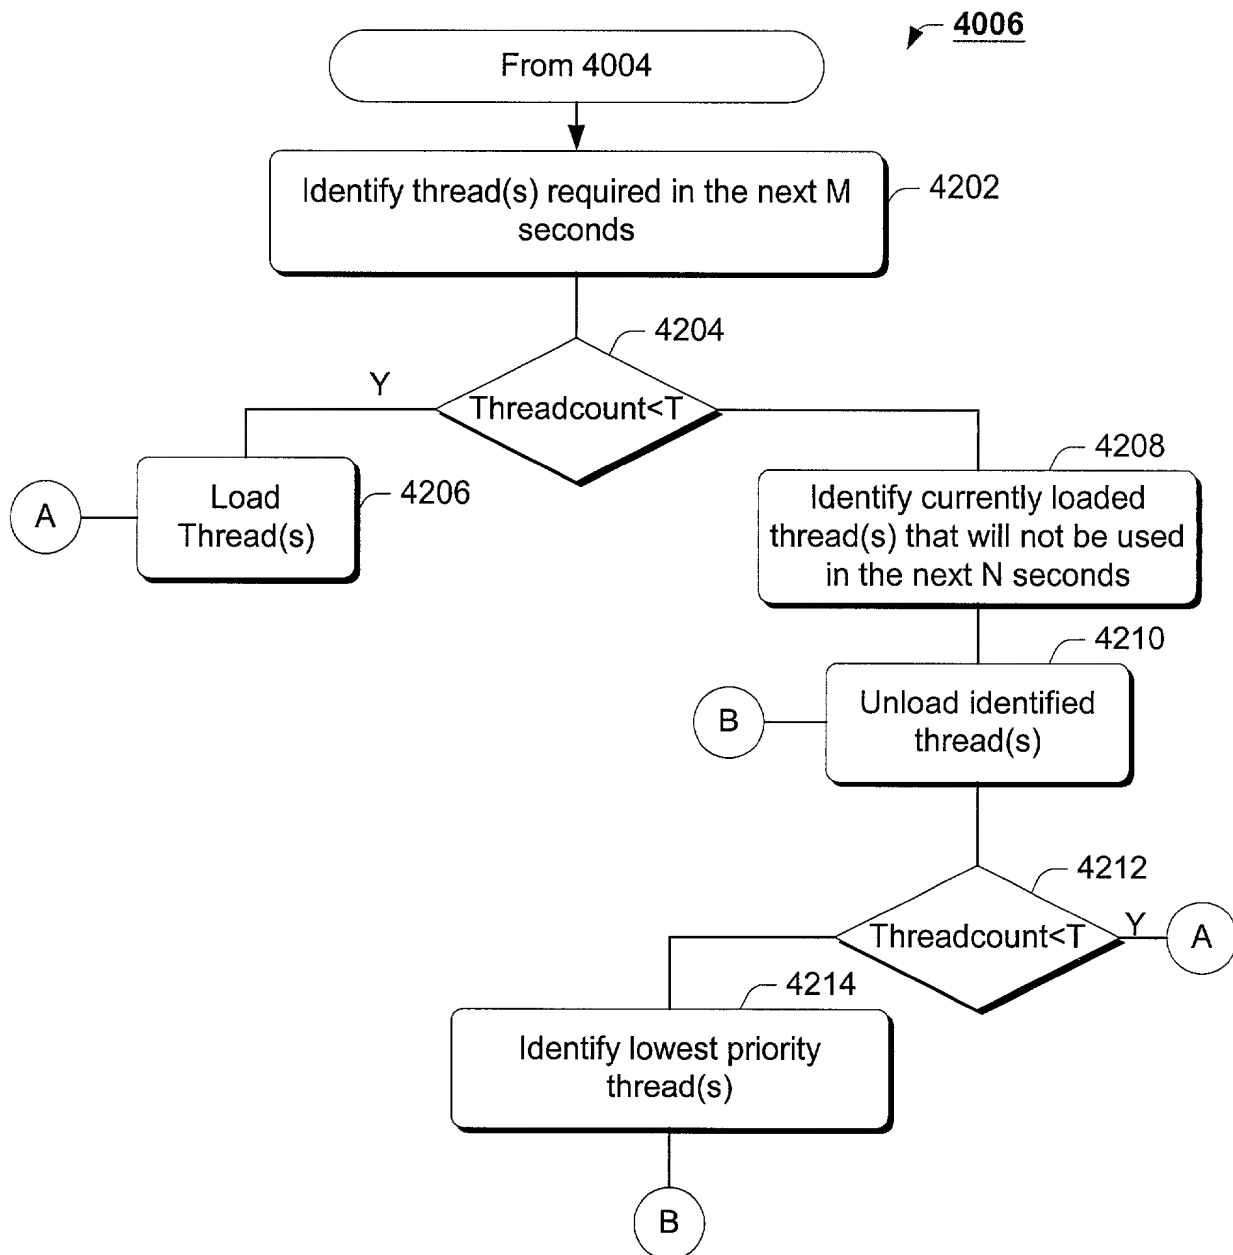 4006
From 4004
Identify thread(s) required in the next M
seconds
4202
4204
Y
Threadcount<T
4208
A
Load
Thread(s)
4206
Identify currently loaded
thread(s) that will not be used
in the next N seconds
4210
B
Unload identified
thread(s)
4212
Threadcount<T
Y
A
4214
Identify lowest priority
thread(s)
B